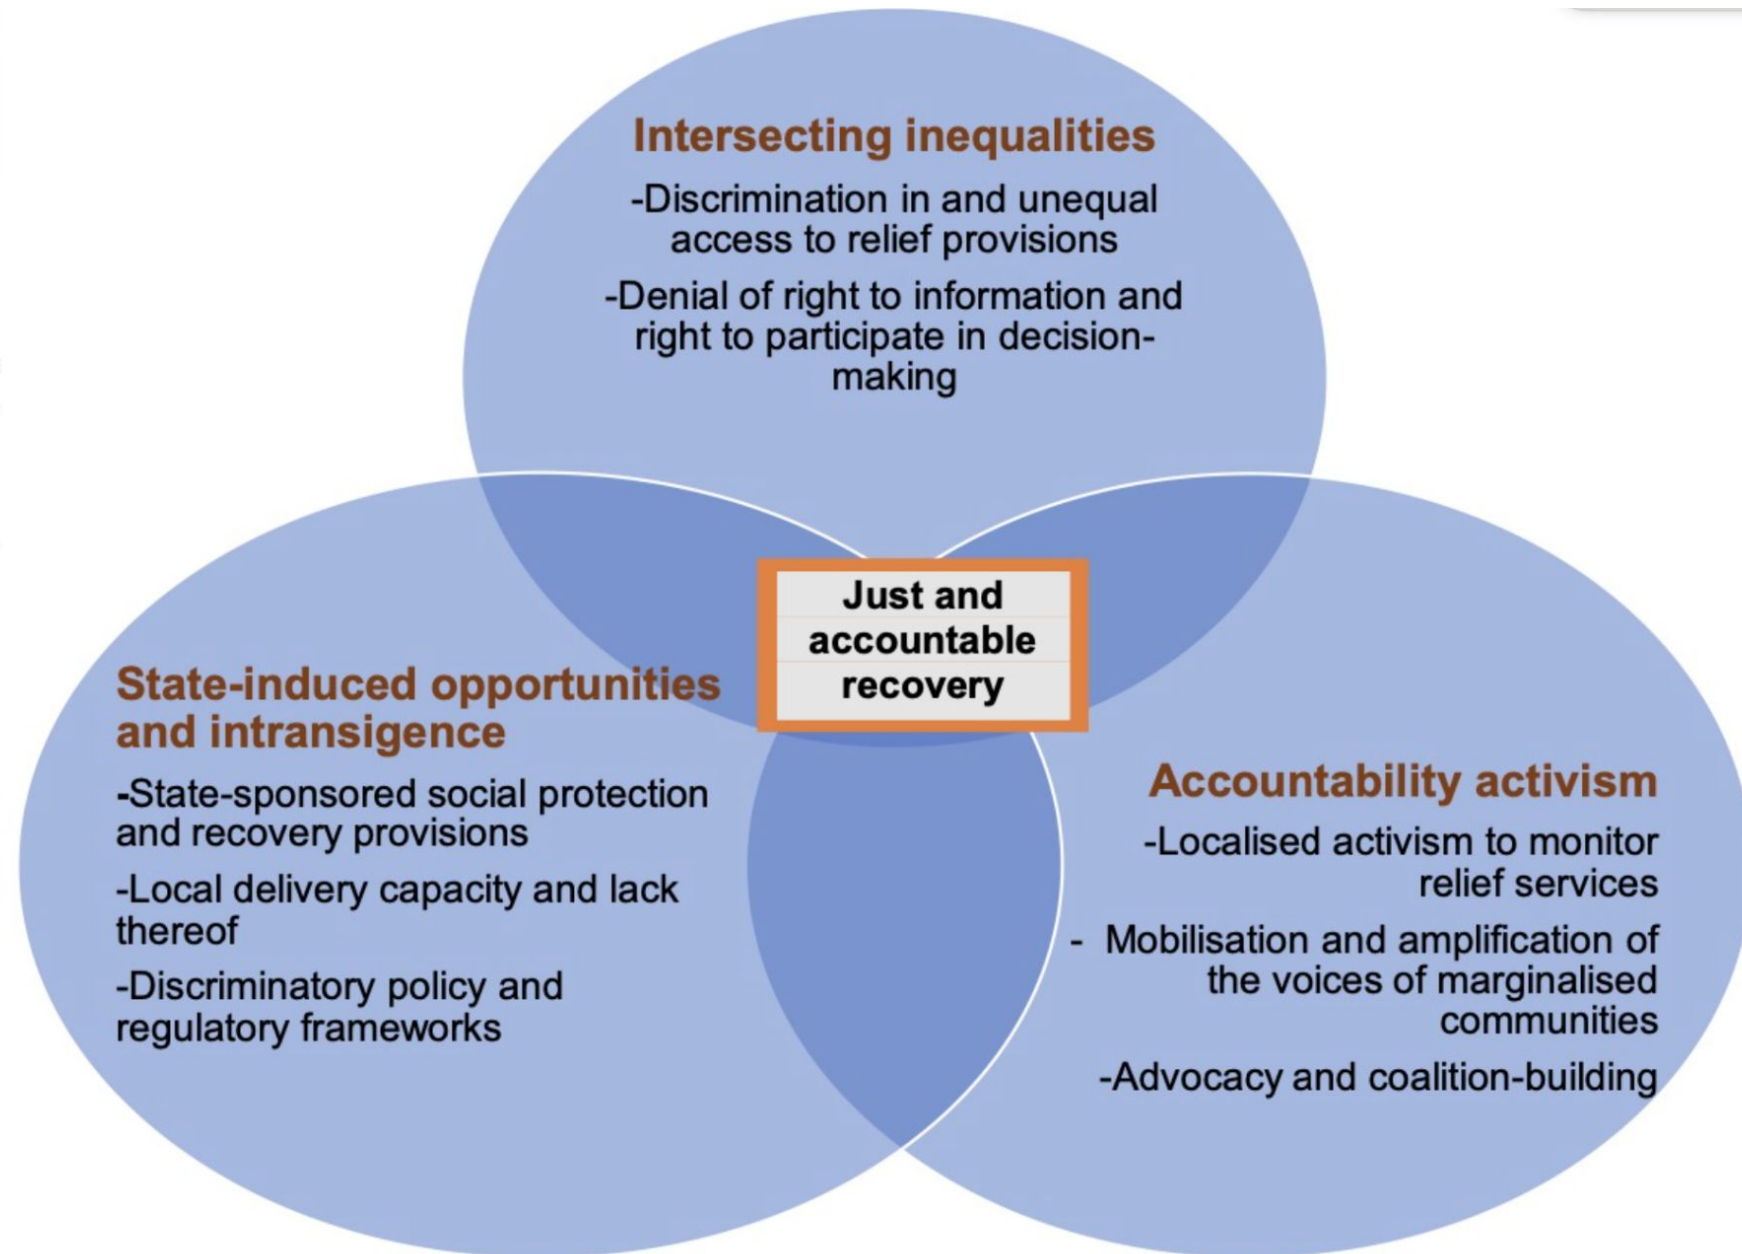 Intersecting inequalities
-Discrimination in and unequal
access to relief provisions
-Denial of right to information and
right to participate in decision-
making
Just and
accountable
recovery
State-induced opportunities
and intransigence
-State-sponsored social protection
and recovery provisions
-Local delivery capacity and lack
thereof
-Discriminatory policy and
regulatory frameworks
Accountability activism
-Localised activism to monitor
relief services
- Mobilisation and amplification of
the voices of marginalised
communities
-Advocacy and coalition-building